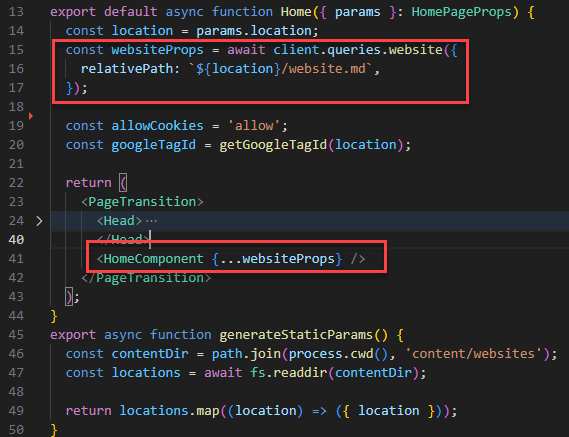 13 export default async function Home({ params }: HomePageProps) {
14   const location = params.location;
15   const websiteProps = await client.queries.website({
16     relativePath: `${location}/website.md`,
17   });
18
19   const allowCookies = 'allow';
20   const googleTagId = getGoogleTagId(location);
21
22   return (
23     <PageTransition>
24       <Head>…
40       </Head>
41       <HomeComponent {...websiteProps} />
42     </PageTransition>
43   );
44 }
45 export async function generateStaticParams() {
46   const contentDir = path.join(process.cwd(), 'content/websites');
47   const locations = await fs.readdir(contentDir);
48
49   return locations.map((location) => ({ location }));
50 }